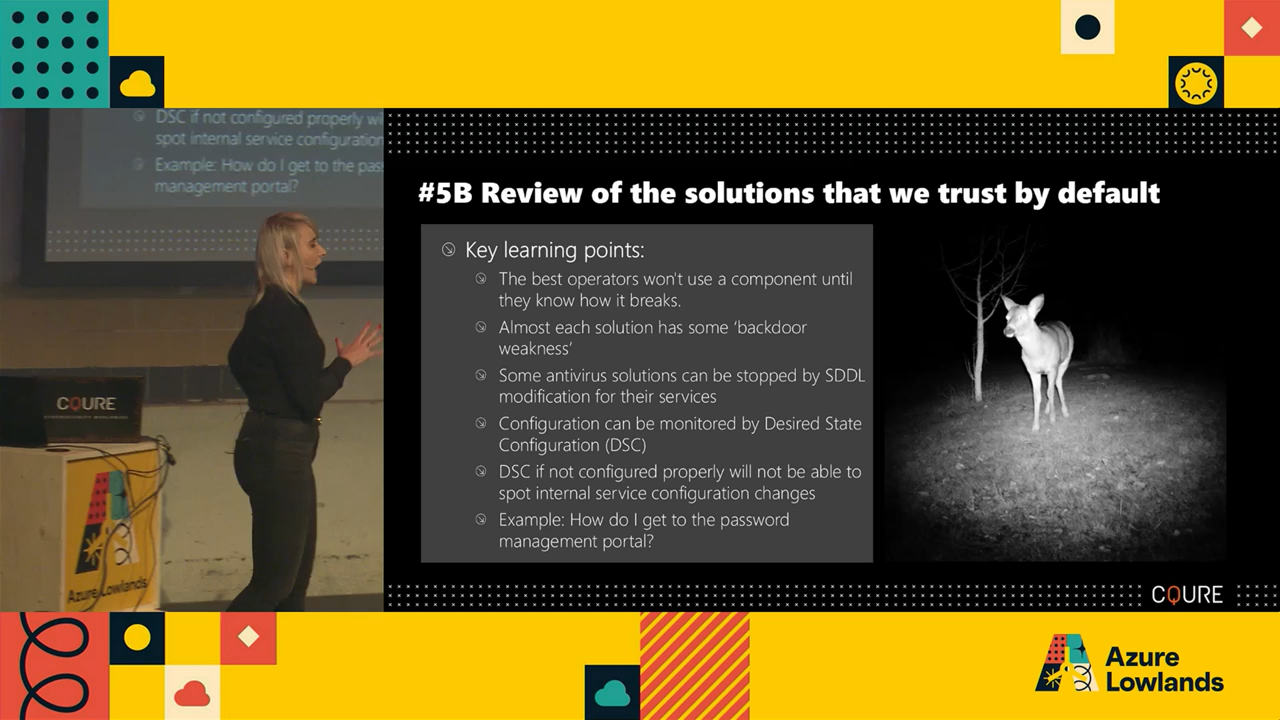 DSC if not configured properly wi
spot internal service configuration
Example: How do I get to the pas
management portal?
CQURE
Azure Lowlands
#5B Review of the solutions that we trust by default
Key learning points:
The best operators won't use a component until
they know how it breaks.
Almost each solution has some 'backdoor
weakness'
Some antivirus solutions can be stopped by SDDL
modification for their services
Configuration can be monitored by Desired State
Configuration (DSC)
DSC if not configured properly will not be able to
spot internal service configuration changes
Example: How do I get to the password
management portal?
CQURE
Azure
Lowlands